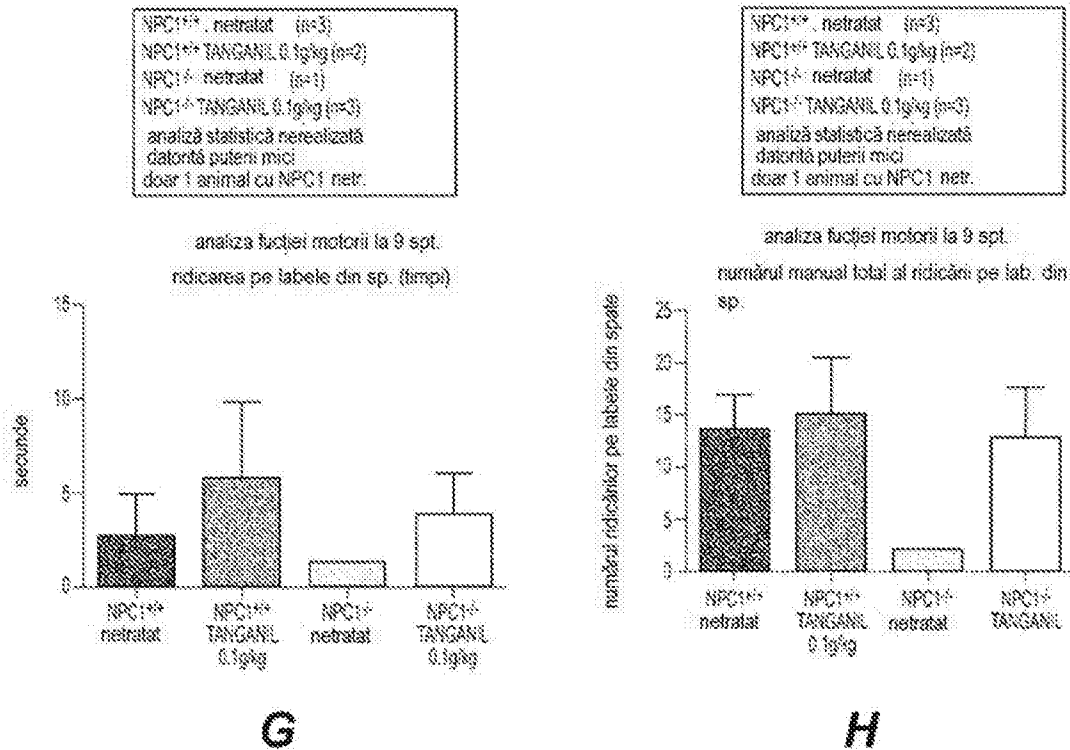 NPC1+/+ . netratat (n=3)
NPC1+/+ TANGANIL 0.1g/kg (n=2)
NPC1-/- netratat (n=1)
NPC1-/- TANGANIL 0.1g/kg (n=3)
analiză statistică nerealizată
datorită puterii mici
doar 1 animal cu NPC1 netr.
analiza fucției motorii la 9 spt.
ridicarea pe labele din sp. (timpi)
secunde
15
10
5
0
NPC1+/+
netratat
NPC1+/+
TANGANIL
0.1g/kg
NPC1-/-
netratat
NPC1-/-
TANGANIL
0.1g/kg
G
NPC1+/+ . netratat (n=3)
NPC1+/+ TANGANIL 0.1g/kg (n=2)
NPC1-/- netratat (n=1)
NPC1-/- TANGANIL 0.1g/kg (n=3)
analiză statistică nerealizată
datorită puterii mici
doar 1 animal cu NPC1 netr.
analiza fucției motorii la 9 spt.
numărul manual total al ridicării pe lab. din
sp.
numărul ridicărilor pe labele din spate
25
20
15
10
5
0
NPC1+/+
netratat
NPC1+/+
TANGANIL
0.1g/kg
NPC1-/-
netratat
NPC1-/-
TANGANIL
H